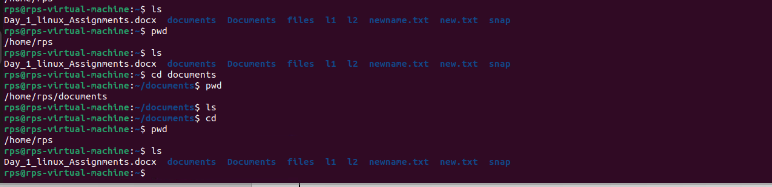 /home/rps
rps@rps-virtual-machine:~$ ls
Day_1_linux_Assignments.docx  documents  Documents  files  l1  l2  newname.txt  new.txt  snap
rps@rps-virtual-machine:~$ pwd
/home/rps
rps@rps-virtual-machine:~$ ls
Day_1_linux_Assignments.docx  documents  Documents  files  l1  l2  newname.txt  new.txt  snap
rps@rps-virtual-machine:~$ cd documents
rps@rps-virtual-machine:~/documents$ pwd
/home/rps/documents
rps@rps-virtual-machine:~/documents$ ls
rps@rps-virtual-machine:~/documents$ cd
rps@rps-virtual-machine:~$ pwd
/home/rps
rps@rps-virtual-machine:~$ ls
Day_1_linux_Assignments.docx  documents  Documents  files  l1  l2  newname.txt  new.txt  snap
rps@rps-virtual-machine:~$